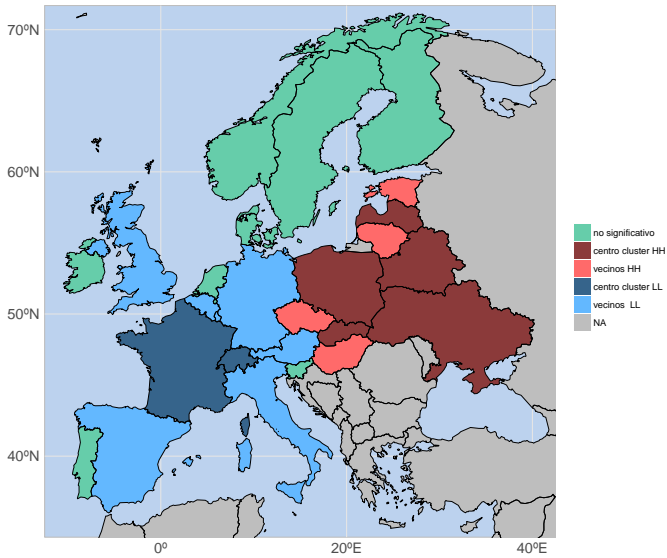 70ºN
60ºN
50ºN
40ºN
0º
20ºE
40ºE
no significativo
centro cluster HH
vecinos HH
centro cluster LL
vecinos  LL
NA